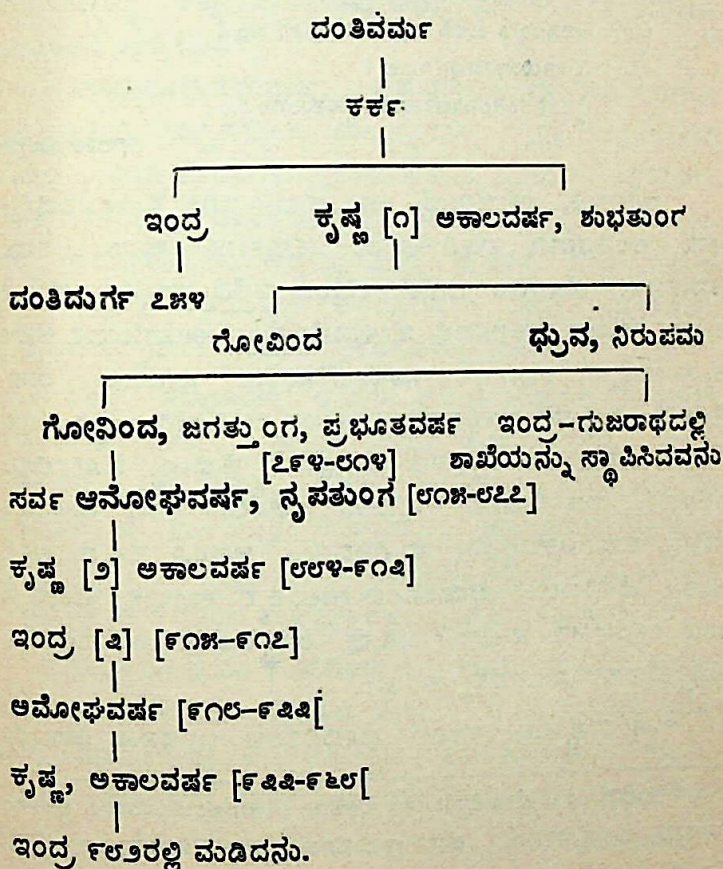 ದಂತಿವರ್ಮ
ಕರ್ಕ
ಇಂದ್ರ ಕೃಷ್ಣ [೧] ಅಕಾಲದರ್ಷ, ಶುಭತುಂಗ
ದಂತಿದುರ್ಗ ೭೫೪
ಗೋವಿಂದ ಧ್ರುವ, ನಿರುಪಮ
ಗೋವಿಂದ, ಜಗತ್ತುಂಗ, ಪ್ರಭೂತವರ್ಷ ಇಂದ್ರ-ಗುಜರಾಥದಲ್ಲಿ
[೭೯೪-೮೧೪] ಶಾಖೆಯನ್ನು ಸ್ಥಾಪಿಸಿದವನು
ಸರ್ವ ಆಮೋಘವರ್ಷ, ನೃಪತುಂಗ [೮೧೫-೮೭೭]
ಕೃಷ್ಣ [೨] ಅಕಾಲವರ್ಷ [೮೮೪-೯೧೩]
ಇಂದ್ರ [೩] [೯೧೫-೯೧೭]
ಅಮೋಘವರ್ಷ [೯೧೮-೯೩೩[
ಕೃಷ್ಣ, ಅಕಾಲವರ್ಷ [೯೩೩-೯೬೮[
ಇಂದ್ರ ೯೮೨ರಲ್ಲಿ ಮಡಿದನು.